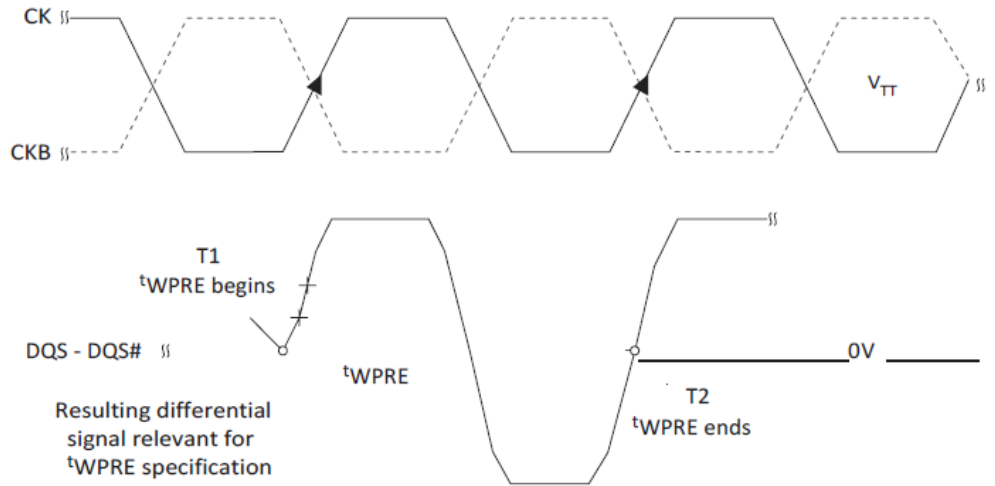 CK
CKB
VTT
T1
tWPRE begins
DQS - DQS#
0V
tWPRE
T2
tWPRE ends
Resulting differential
signal relevant for
tWPRE specification